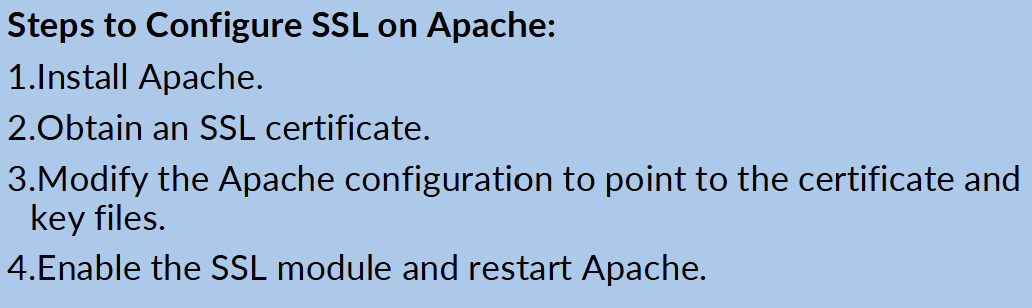 Steps to Configure SSL on Apache:
1.Install Apache.
2.Obtain an SSL certificate.
3.Modify the Apache configuration to point to the certificate and
key files.
4.Enable the SSL module and restart Apache.